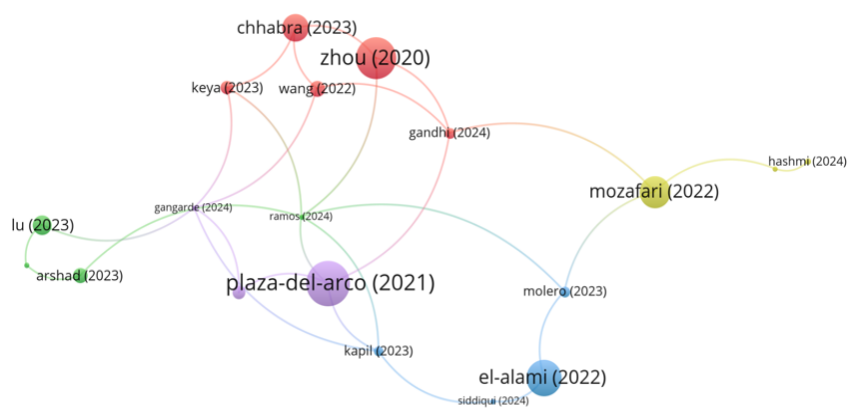 chhabra (2023)
zhou (2020)
keya (2023)
wang (2022)
gandhi (2024)
hashmi (2024)
mozafari (2022)
gangarde (2024)
ramos (2024)
lu (2023)
arshad (2023)
plaza-del-arco (2021)
molero (2023)
kapil (2023)
el-alami (2022)
siddiqui (2024)